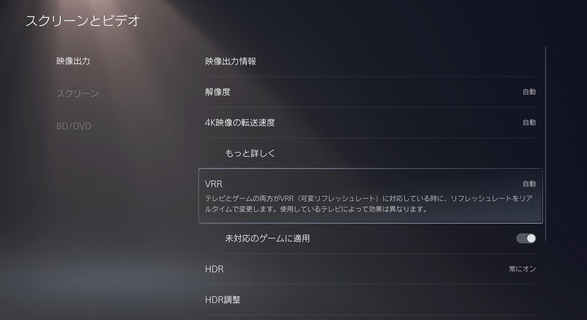 スクリーンとビデオ
映像出力
スクリーン
BD/DVD
映像出力情報
解像度 自動
4K映像の転送速度 自動
もっと詳しく
VRR 自動
テレビとゲームの両方がVRR（可変リフレッシュレート）に対応している時に、リフレッシュレートをリア
ルタイムで変更します。使用しているテレビによって効果は異なります。
未対応のゲームに適用
HDR 常にオン
HDR調整